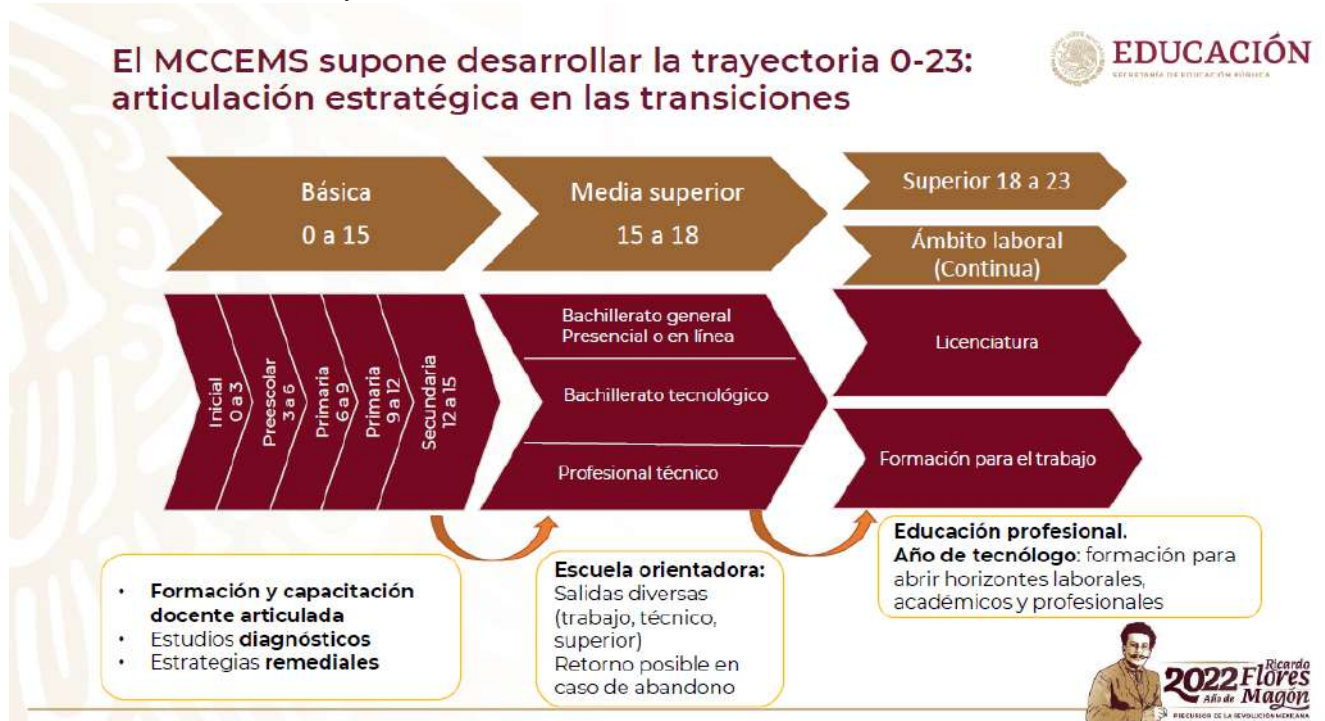 El MCCEMS supone desarrollar la trayectoria 0-23:
articulación estratégica en las transiciones
EDUCACIÓN
SECRETARÍA DE EDUCACIÓN PÚBLICA
Básica
0 a 15
Media superior
15 a 18
Superior 18 a 23
Ámbito laboral
(Continua)
Inicial
0 a 3
Preescolar
3 a 6
Primaria
6 a 9
Primaria
9 a 12
Secundaria
12 a 15
Bachillerato general
Presencial o en línea
Bachillerato tecnológico
Profesional técnico
Licenciatura
Formación para el trabajo
• Formación y capacitación
docente articulada
• Estudios diagnósticos
• Estrategias remediales
Escuela orientadora:
Salidas diversas
(trabajo, técnico,
superior)
Retorno posible en
caso de abandono
Educación profesional.
Año de tecnólogo: formación para
abrir horizontes laborales,
académicos y profesionales
2022 Ricardo
Flores
Año de Magón
PRECURSOR DE LA REVOLUCIÓN MEXICANA